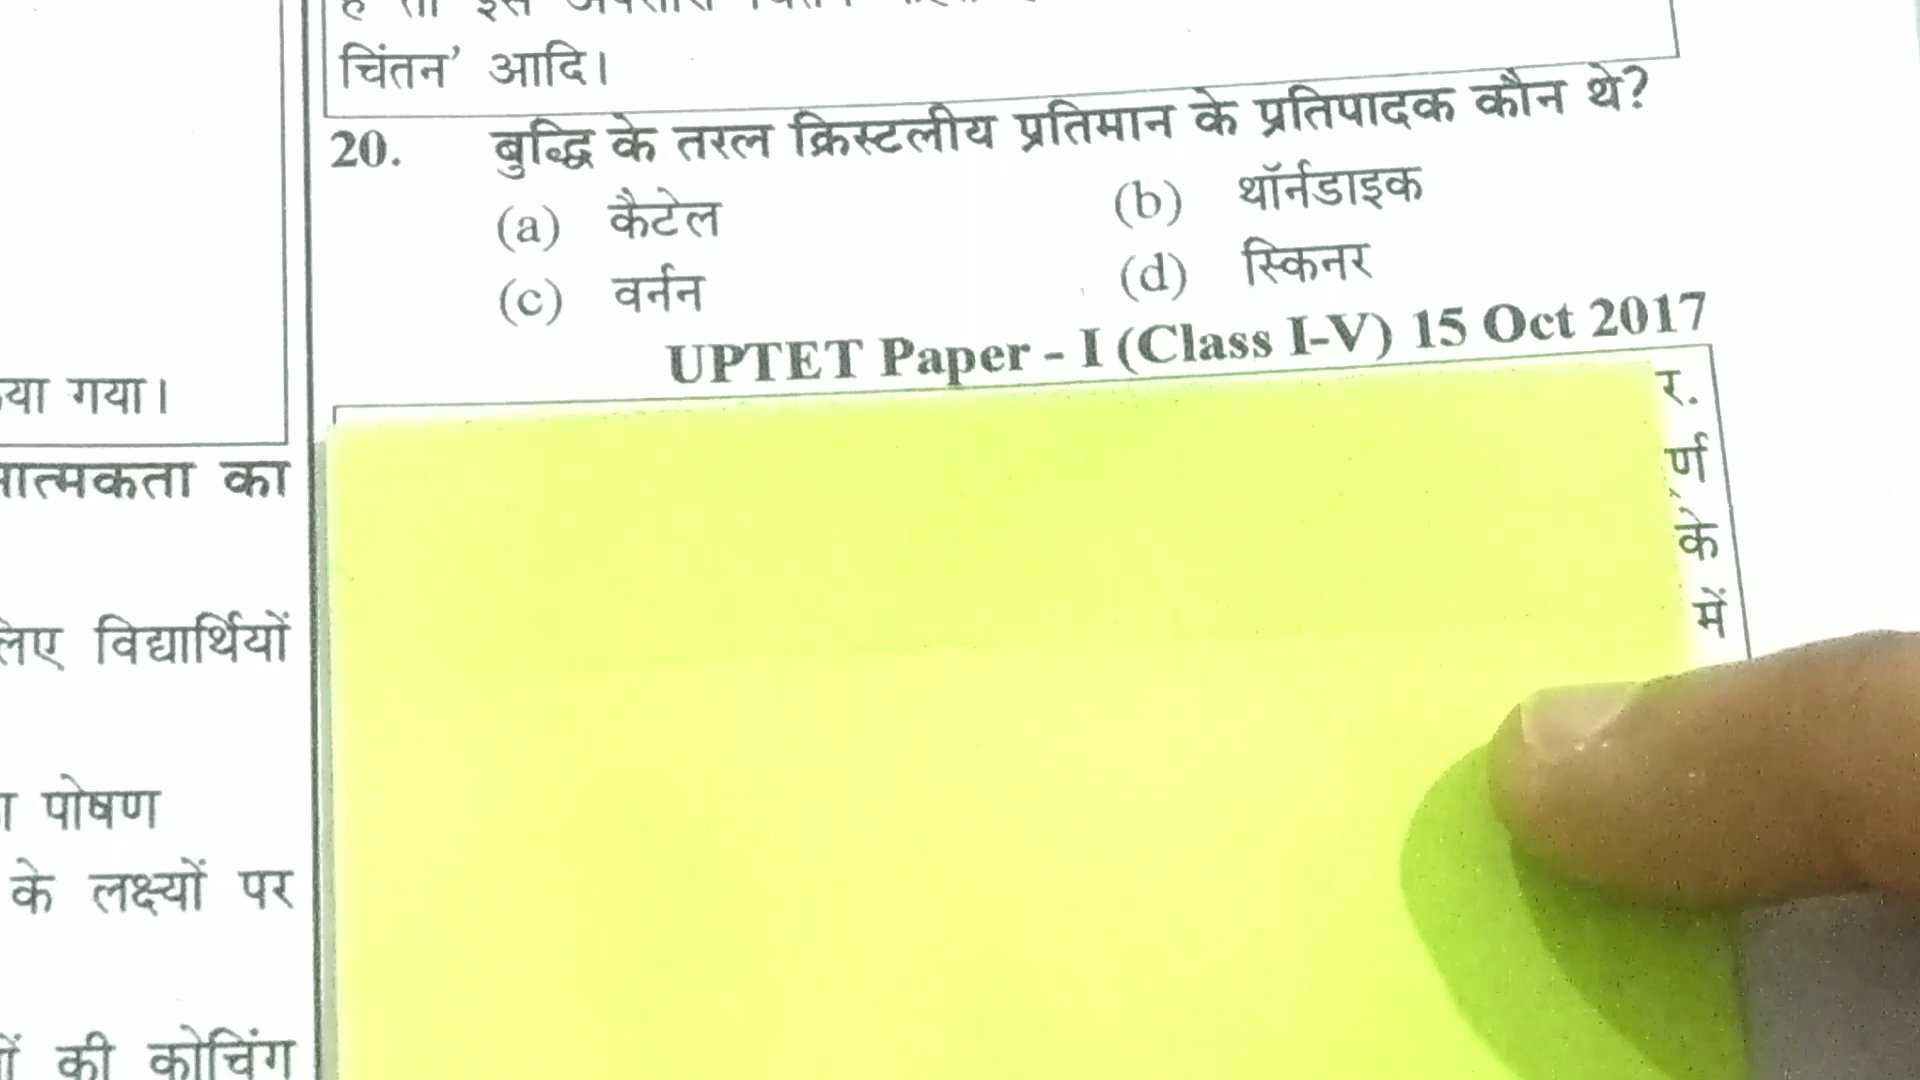 चिंतन' आदि।
20. बुद्धि के तरल क्रिस्टलीय प्रतिमान के प्रतिपादक कौन थे?
(a) कैटेल (b) थॉर्नडाइक
(c) वर्नन (d) स्किनर
UPTET Paper - I (Class I-V) 15 Oct 2017
र.
र्ण
के
में
या गया।
का
विद्यार्थियों
पोषण
के लक्ष्यों पर
की कोचिंग